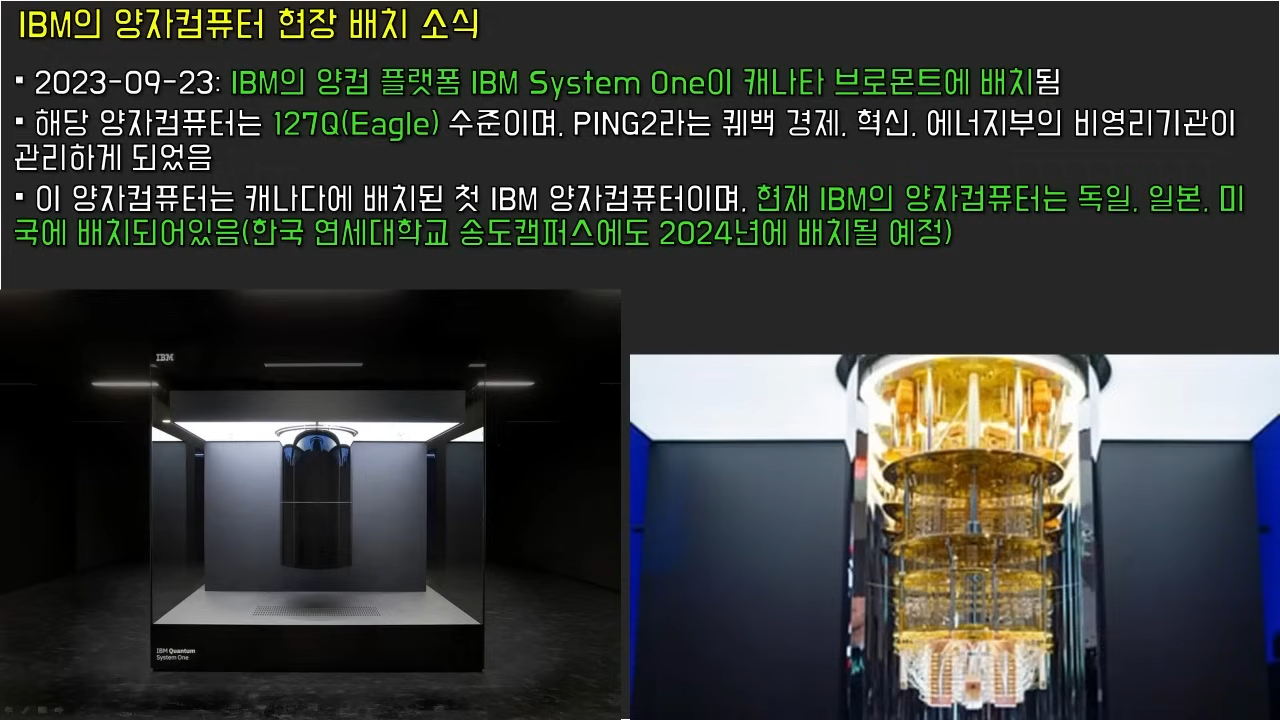 IBM의 양자컴퓨터 현장 배치 소식
▪ 2023-09-23: IBM의 양컴 플랫폼 IBM System One이 캐나타 브로몬트에 배치됨
▪ 해당 양자컴퓨터는 127Q(Eagle) 수준이며, PINQ2라는 퀘백 경제, 혁신, 에너지부의 비영리기관이
관리하게 되었음
▪ 이 양자컴퓨터는 캐나다에 배치된 첫 IBM 양자컴퓨터이며, 현재 IBM의 양자컴퓨터는 독일, 일본, 미
국에 배치되어있음(한국 연세대학교 송도캠퍼스에도 2024년에 배치될 예정)
IBM
IBM Quantum
System One